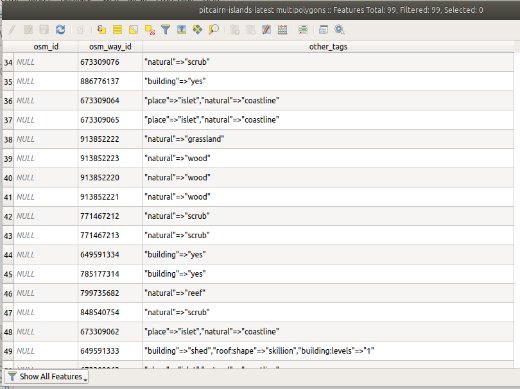 pitcairn-islands-latest multipolygons :: Features Total: 99, Filtered: 99, Selected: 0
osm_id osm_way_id other_tags
34 NULL 673309076 "natural"=>"scrub"
35 NULL 886776137 "building"=>"yes"
36 NULL 673309064 "place"=>"islet","natural"=>"coastline"
37 NULL 673309065 "place"=>"islet","natural"=>"coastline"
38 NULL 913852222 "natural"=>"grassland"
39 NULL 913852223 "natural"=>"wood"
40 NULL 913852220 "natural"=>"wood"
41 NULL 913852221 "natural"=>"wood"
42 NULL 771467212 "natural"=>"scrub"
43 NULL 771467213 "natural"=>"scrub"
44 NULL 649591334 "building"=>"yes"
45 NULL 785177314 "building"=>"yes"
46 NULL 799735682 "natural"=>"reef"
47 NULL 848540754 "natural"=>"scrub"
48 NULL 673309062 "place"=>"islet","natural"=>"coastline"
49 NULL 649591333 "building"=>"shed","roof:shape"=>"skillion","building:levels"=>"1"
Show All Features